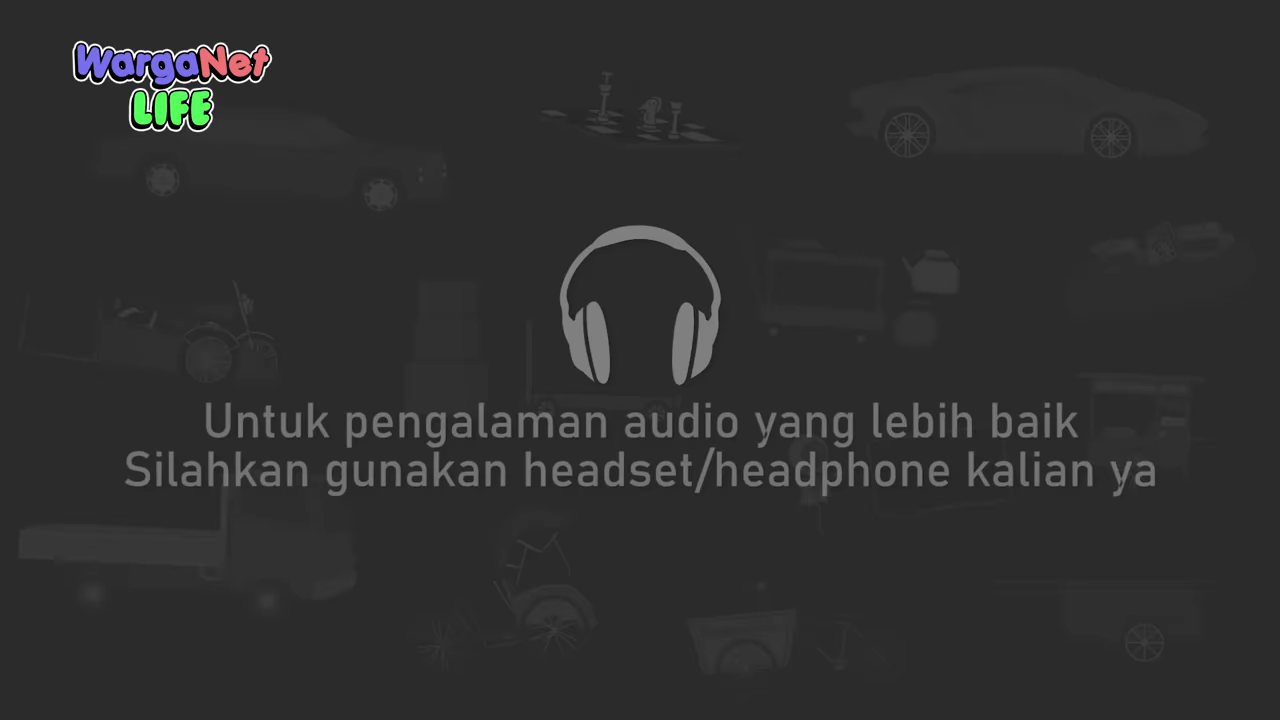 WargaNet
LIFE
Untuk pengalaman audio yang lebih baik
Silahkan gunakan headset/headphone kalian ya